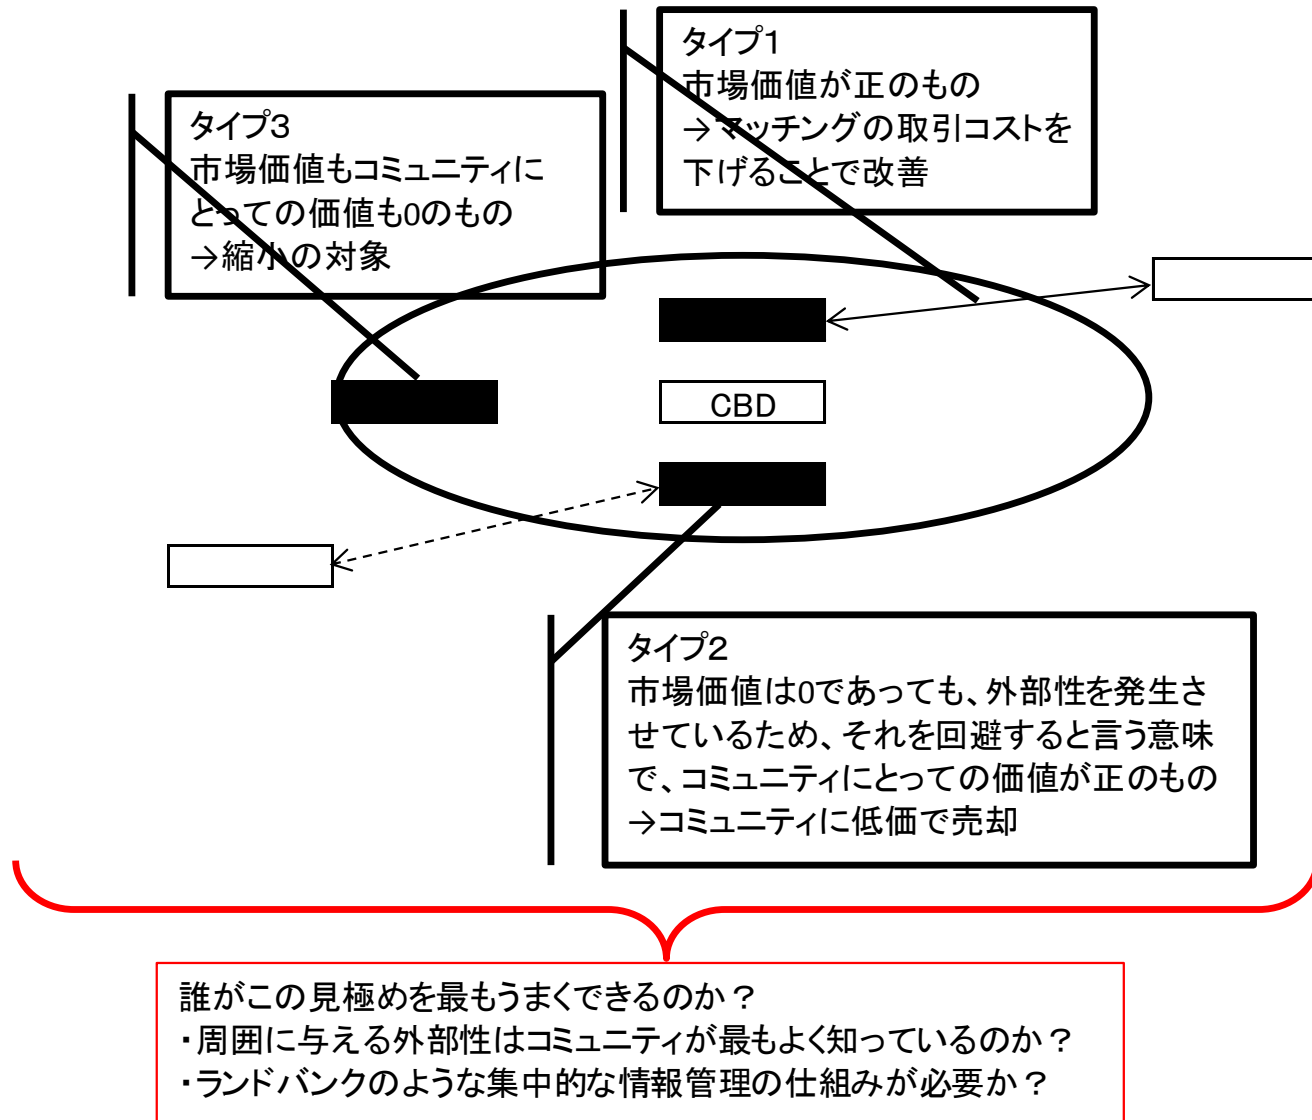 タイプ1
市場価値が正のもの
→マッチングの取引コストを
下げることで改善
タイプ3
市場価値もコミュニティに
とっての価値も0のもの
→縮小の対象
CBD
タイプ2
市場価値は0であっても、外部性を発生さ
せているため、それを回避すると言う意味
で、コミュニティにとっての価値が正のもの
→コミュニティに低価で売却
誰がこの見極めを最もうまくできるのか？
・周囲に与える外部性はコミュニティが最もよく知っているのか？
・ランドバンクのような集中的な情報管理の仕組みが必要か？